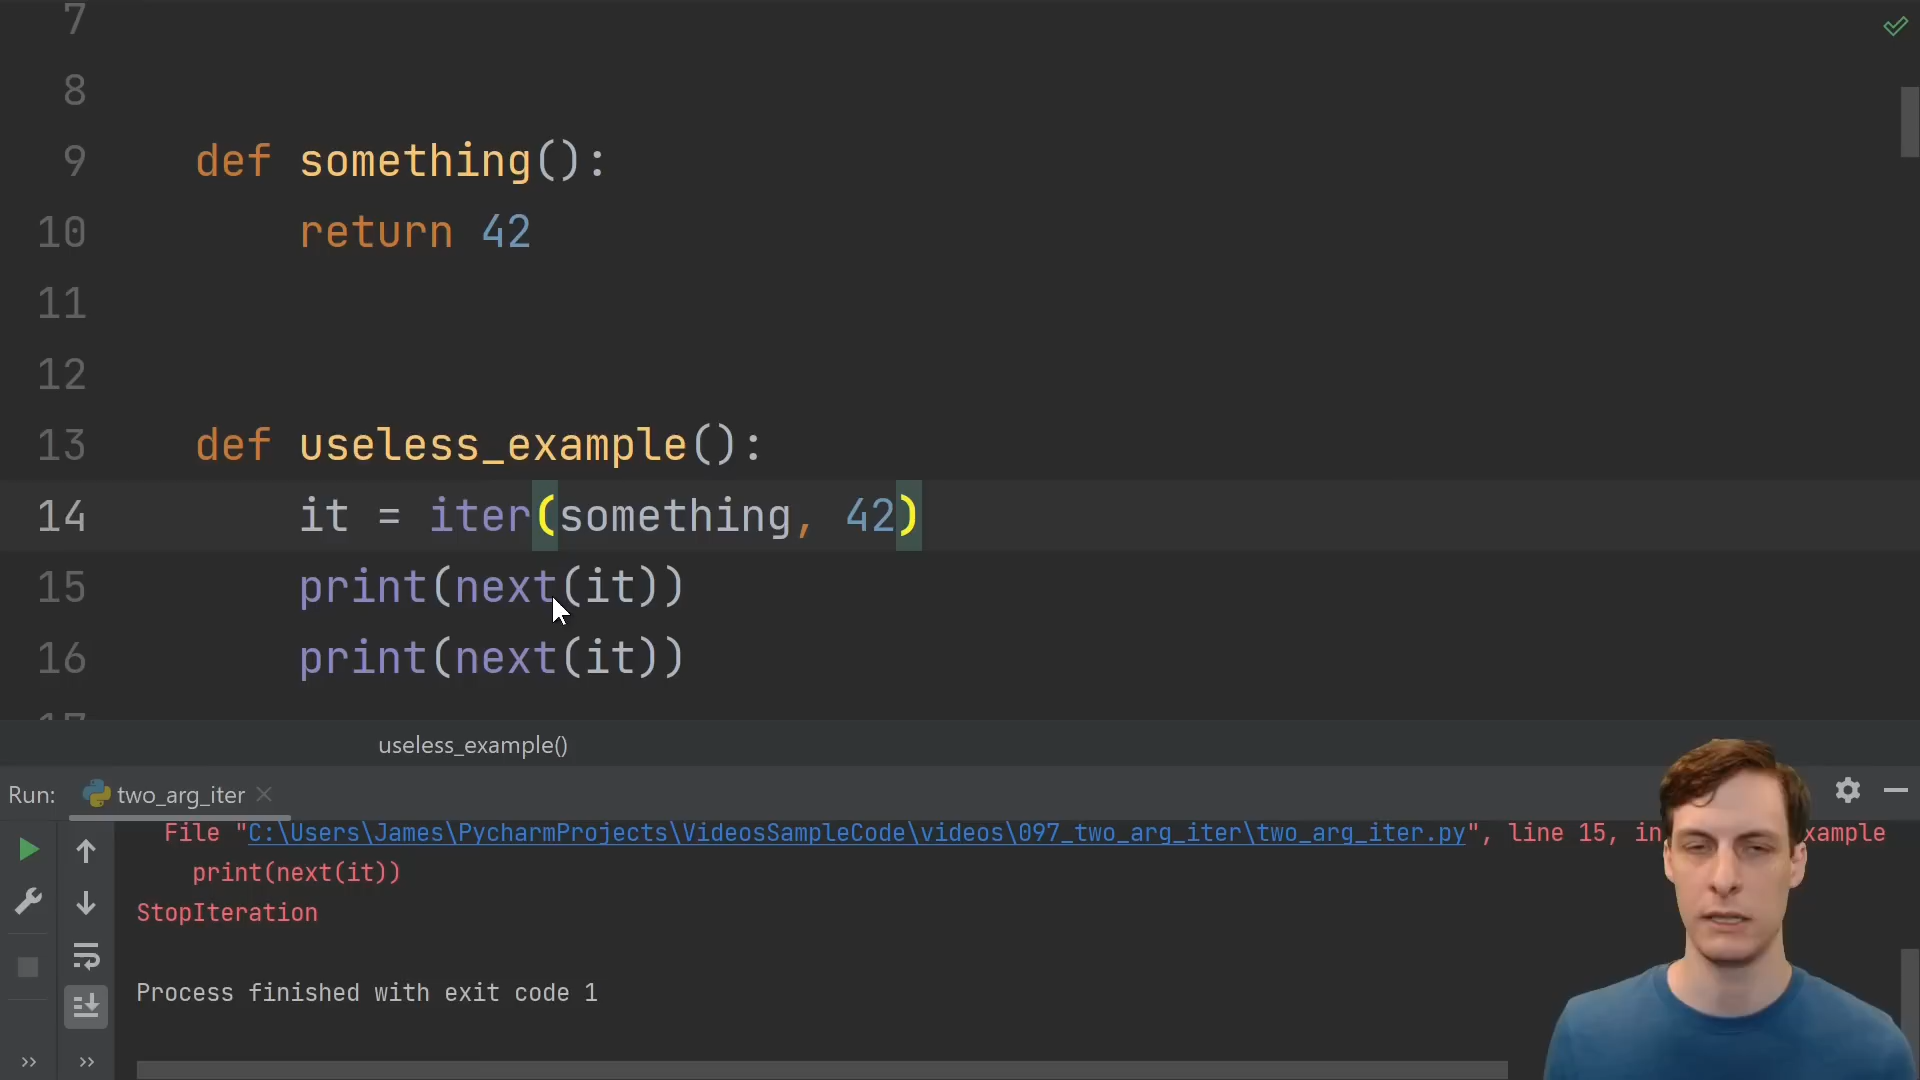 7
8
9 def something():
10 return 42
11
12
13 def useless_example():
14 it = iter(something, 42)
15 print(next(it))
16 print(next(it))
17
useless_example()
Run: two_arg_iter
File "C:\Users\James\PycharmProjects\VideosSampleCode\videos\097_two_arg_iter\two_arg_iter.py", line 15, in xample
print(next(it))
StopIteration
Process finished with exit code 1